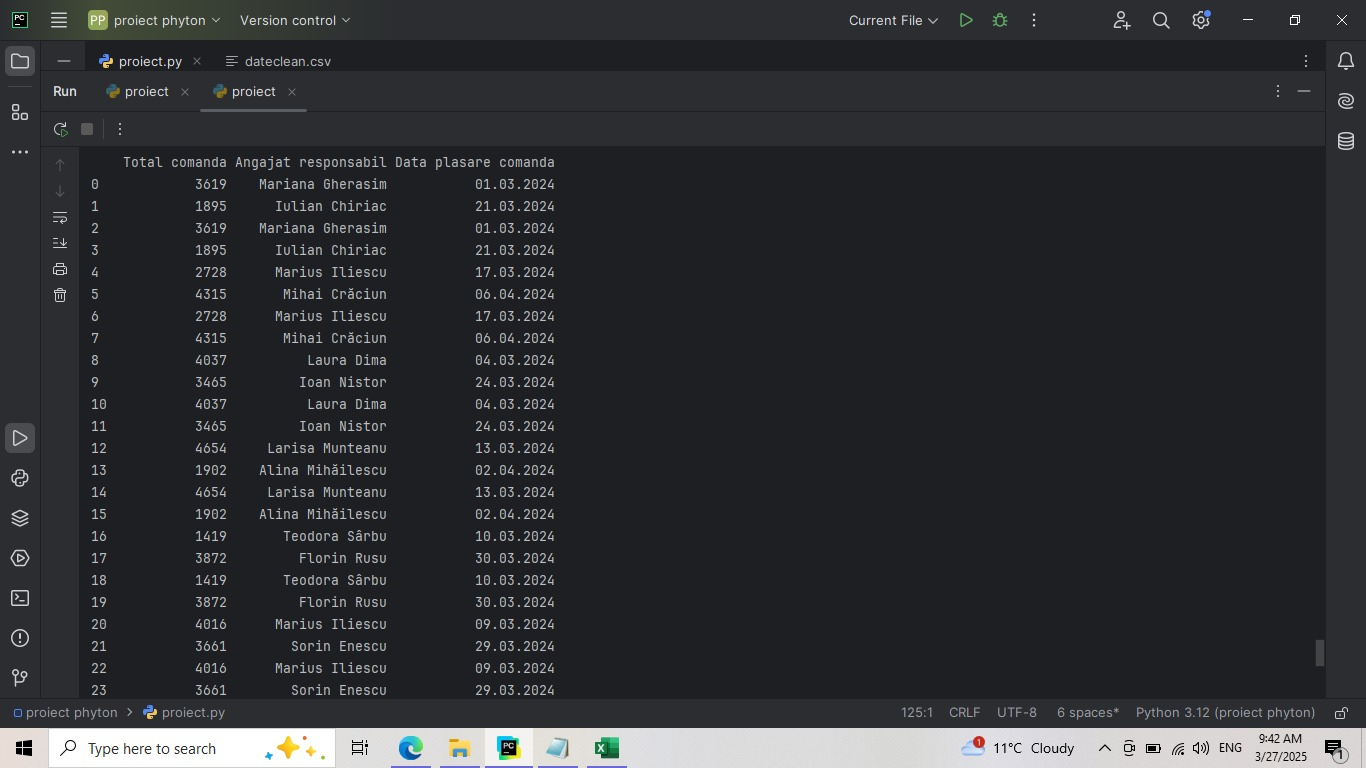 PC PP proiect phyton Version control Current File
proiect.py dateclean.csv
Run proiect proiect
Total comanda Angajat responsabil Data plasare comanda
0 3619 Mariana Gherasim 01.03.2024
1 1895 Iulian Chiriac 21.03.2024
2 3619 Mariana Gherasim 01.03.2024
3 1895 Iulian Chiriac 21.03.2024
4 2728 Marius Iliescu 17.03.2024
5 4315 Mihai Crăciun 06.04.2024
6 2728 Marius Iliescu 17.03.2024
7 4315 Mihai Crăciun 06.04.2024
8 4037 Laura Dima 04.03.2024
9 3465 Ioan Nistor 24.03.2024
10 4037 Laura Dima 04.03.2024
11 3465 Ioan Nistor 24.03.2024
12 4654 Larisa Munteanu 13.03.2024
13 1902 Alina Mihăilescu 02.04.2024
14 4654 Larisa Munteanu 13.03.2024
15 1902 Alina Mihăilescu 02.04.2024
16 1419 Teodora Sârbu 10.03.2024
17 3872 Florin Rusu 30.03.2024
18 1419 Teodora Sârbu 10.03.2024
19 3872 Florin Rusu 30.03.2024
20 4016 Marius Iliescu 09.03.2024
21 3661 Sorin Enescu 29.03.2024
22 4016 Marius Iliescu 09.03.2024
23 3661 Sorin Enescu 29.03.2024
proiect phyton > proiect.py 125:1 CRLF UTF-8 6 spaces* Python 3.12 (proiect phyton)
Type here to search PC 1 11°C Cloudy ENG 9:42 AM 1
3/27/2025